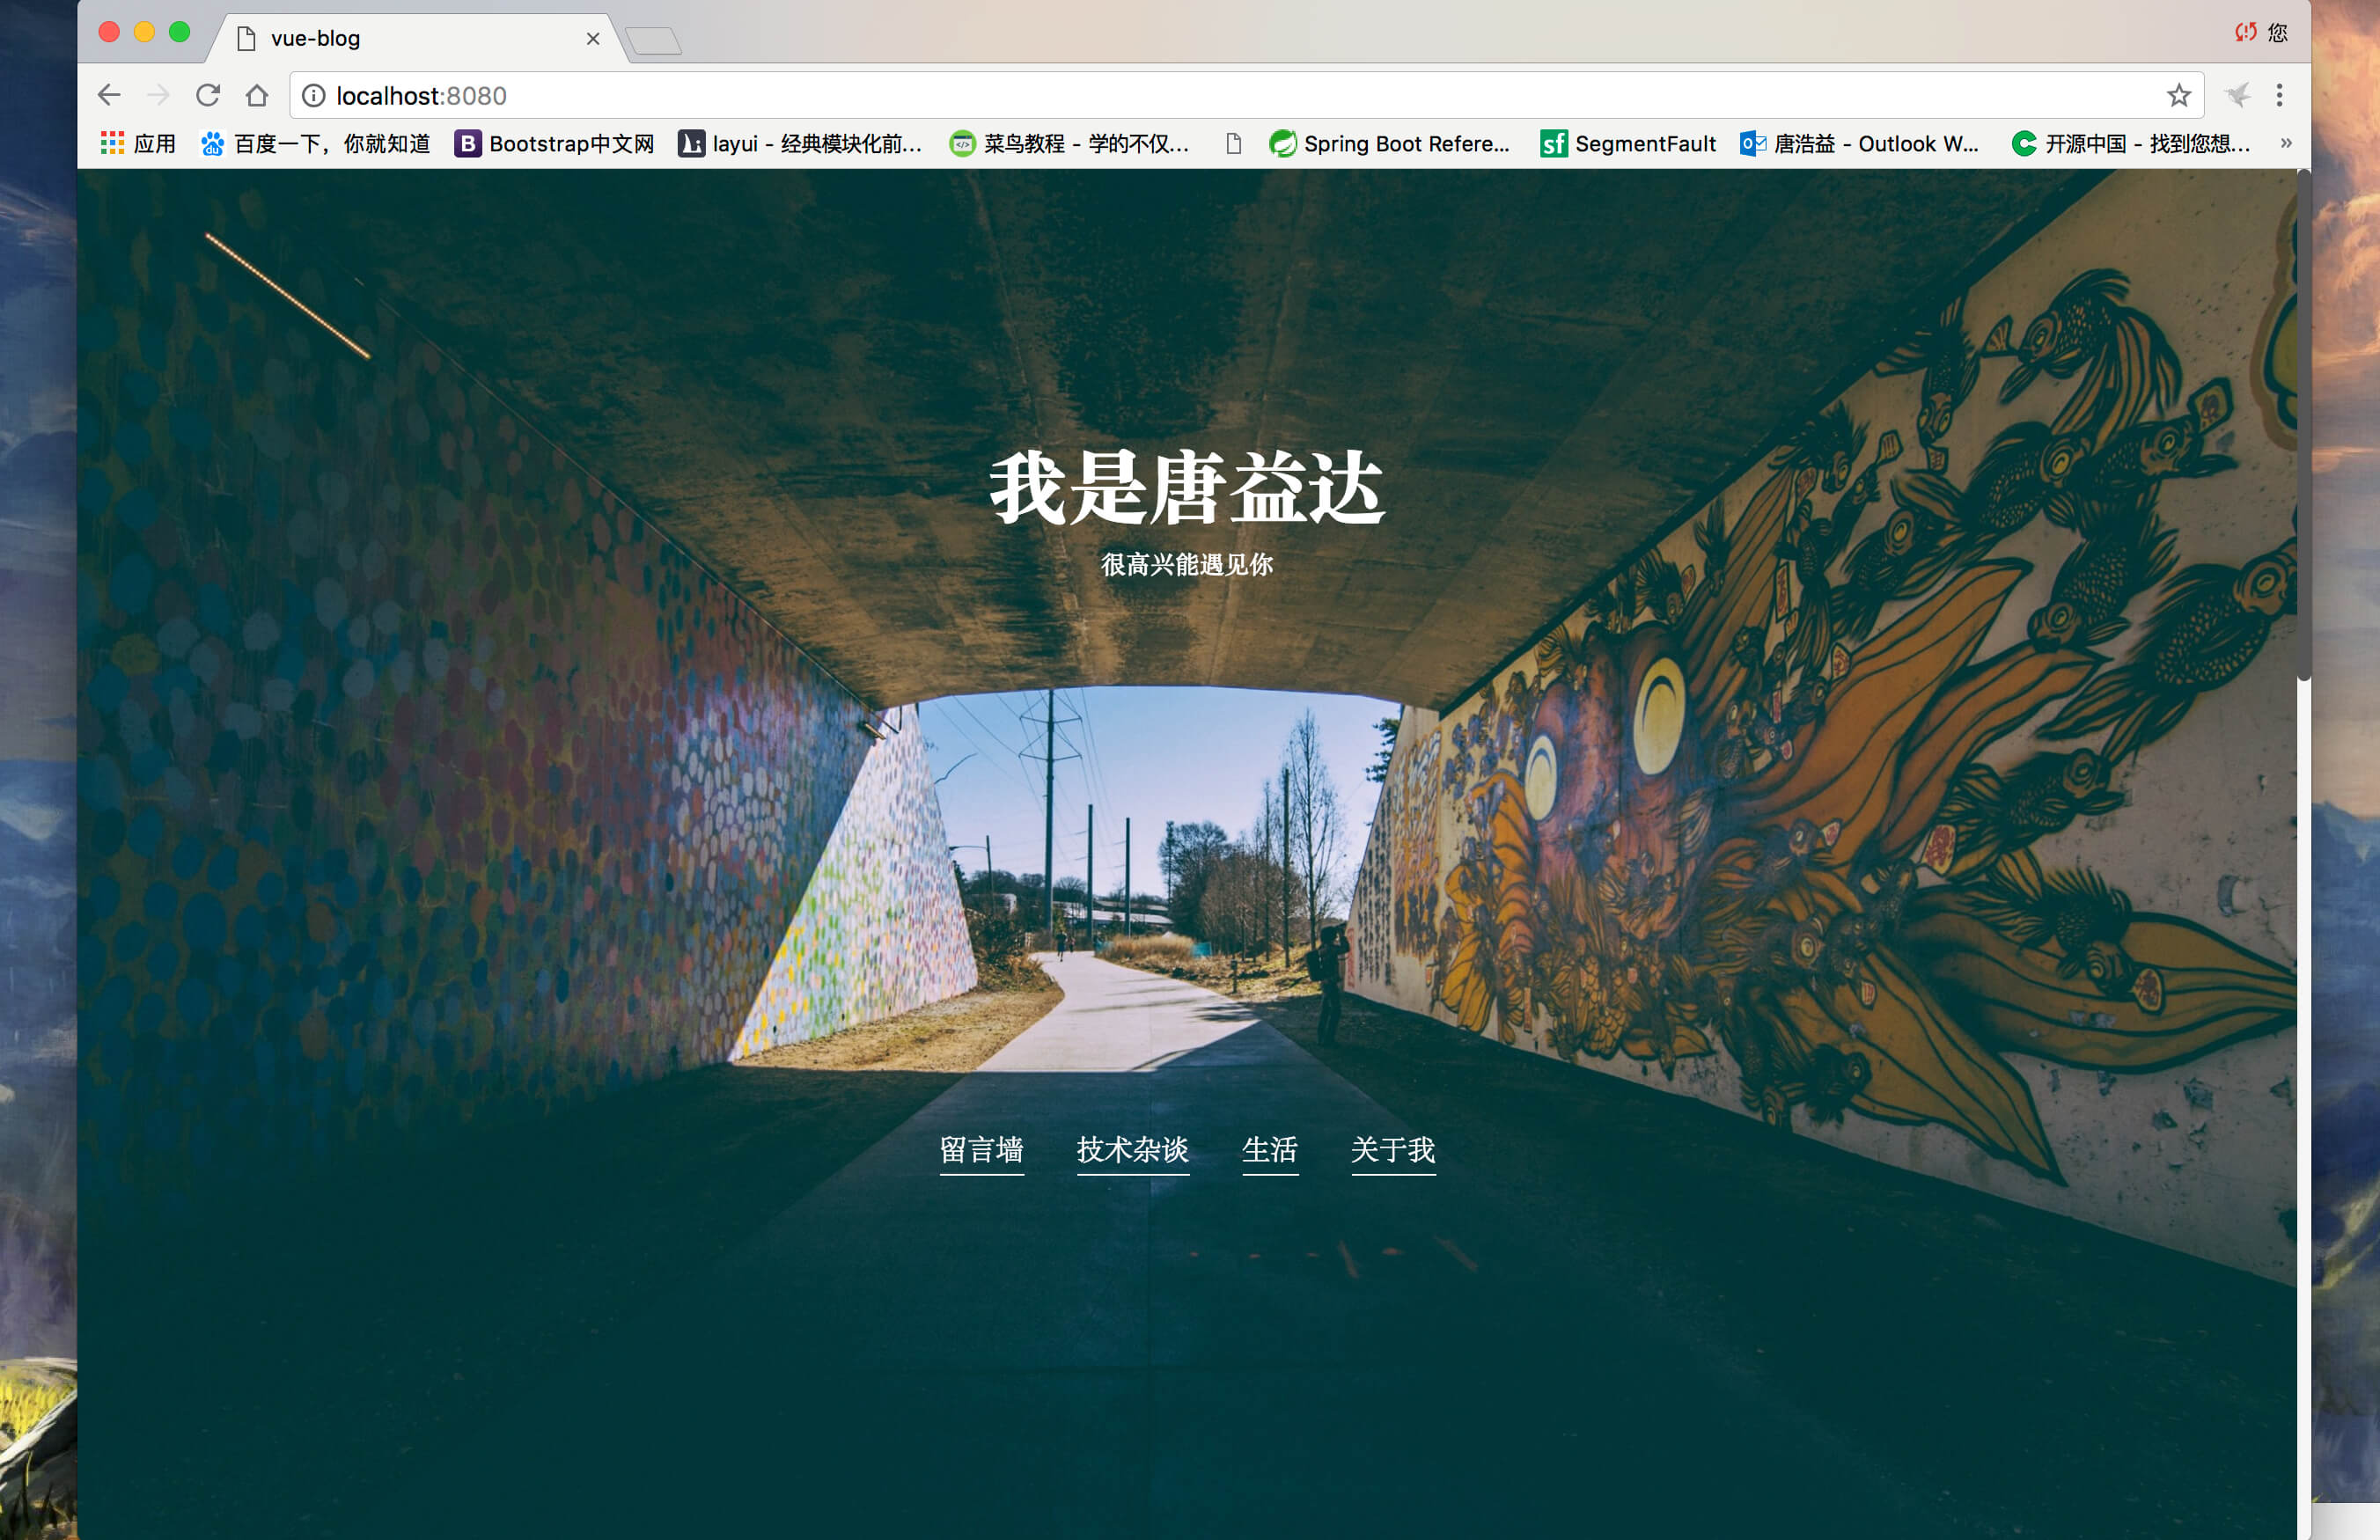 vue-blog
您
localhost:8080
应用 百度一下，你就知道 Bootstrap中文网 layui - 经典模块化前... 菜鸟教程 - 学的不仅... Spring Boot Refere... SegmentFault 唐浩益 - Outlook W... 开源中国 - 找到您想... »
我是唐益达
很高兴能遇见你
留言墙 技术杂谈 生活 关于我